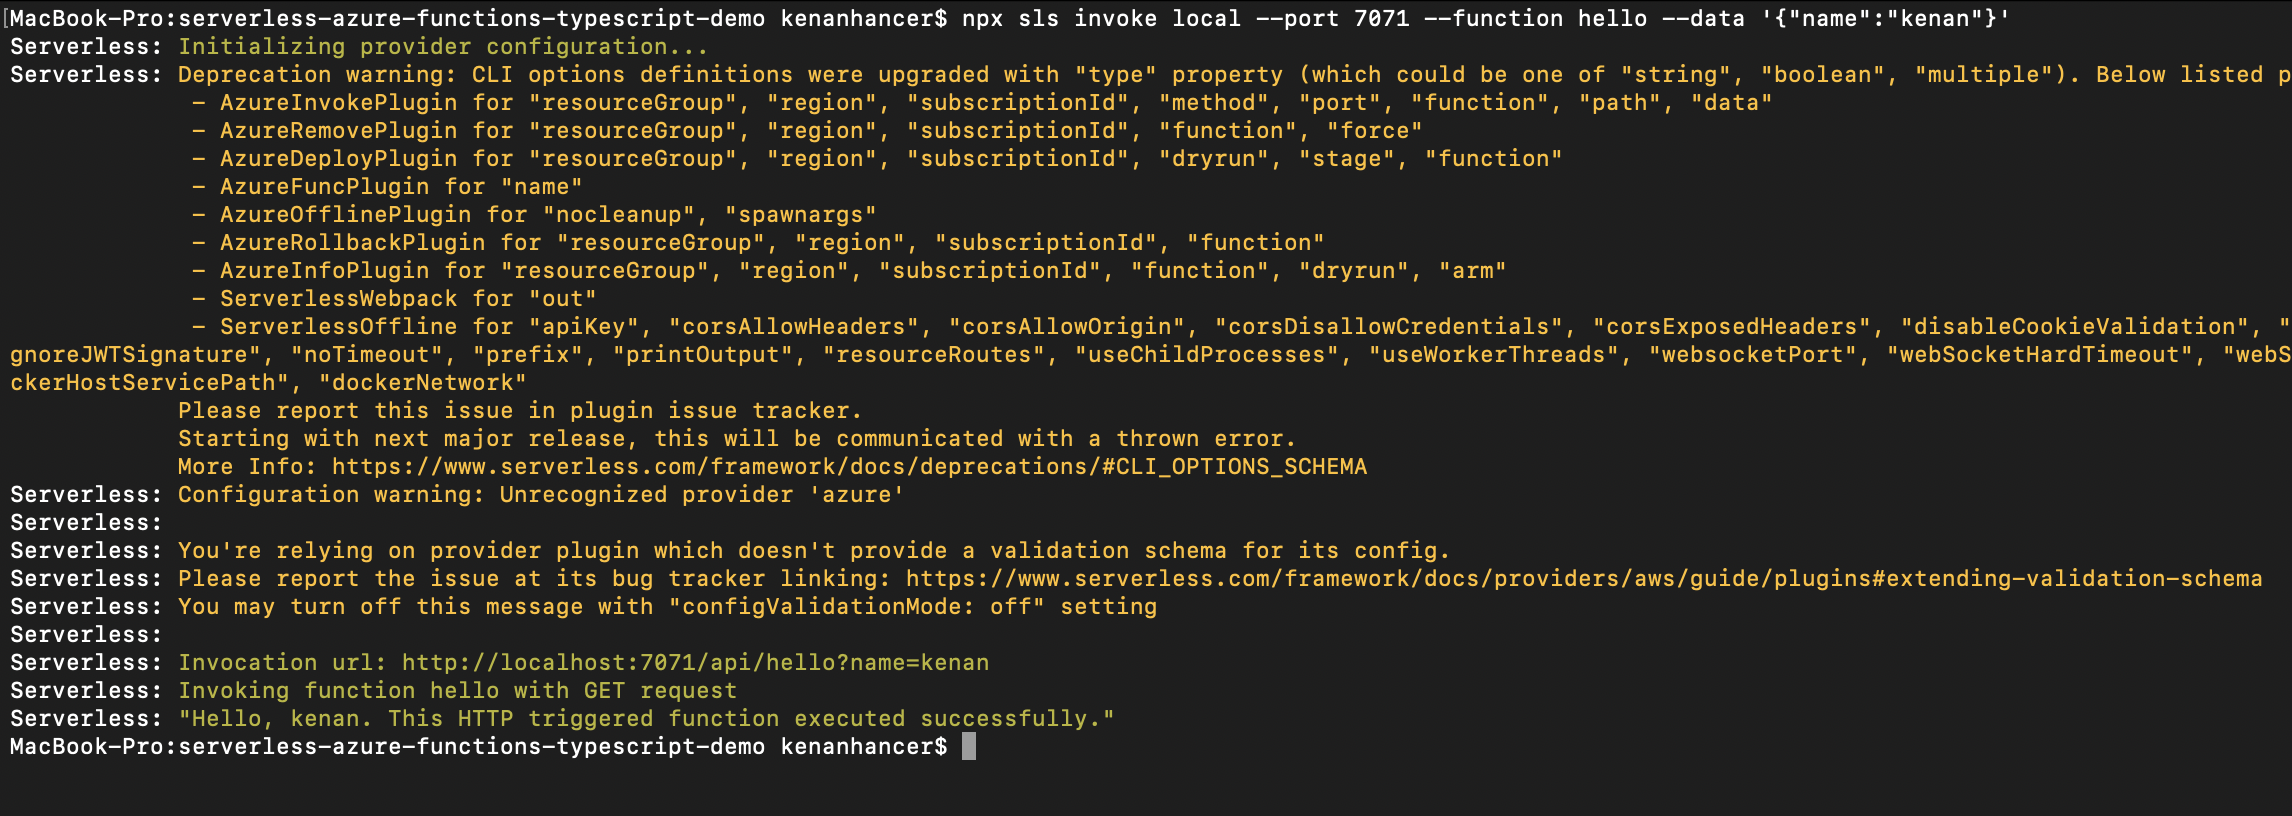 MacBook-Pro:serverless-azure-functions-typescript-demo kenanhancer$ npx sls invoke local --port 7071 --function hello --data '{"name":"kenan"}'
Serverless: Initializing provider configuration...
Serverless: Deprecation warning: CLI options definitions were upgraded with "type" property (which could be one of "string", "boolean", "multiple"). Below listed p
- AzureInvokePlugin for "resourceGroup", "region", "subscriptionId", "method", "port", "function", "path", "data"
- AzureRemovePlugin for "resourceGroup", "region", "subscriptionId", "function", "force"
- AzureDeployPlugin for "resourceGroup", "region", "subscriptionId", "dryrun", "stage", "function"
- AzureFuncPlugin for "name"
- AzureOfflinePlugin for "nocleanup", "spawnargs"
- AzureRollbackPlugin for "resourceGroup", "region", "subscriptionId", "function"
- AzureInfoPlugin for "resourceGroup", "region", "subscriptionId", "function", "dryrun", "arm"
- ServerlessWebpack for "out"
- ServerlessOffline for "apiKey", "corsAllowHeaders", "corsAllowOrigin", "corsDisallowCredentials", "corsExposedHeaders", "disableCookieValidation", "
gnoreJWTSignature", "noTimeout", "prefix", "printOutput", "resourceRoutes", "useChildProcesses", "useWorkerThreads", "websocketPort", "webSocketHardTimeout", "webS
ckerHostServicePath", "dockerNetwork"
Please report this issue in plugin issue tracker.
Starting with next major release, this will be communicated with a thrown error.
More Info: https://www.serverless.com/framework/docs/deprecations/#CLI_OPTIONS_SCHEMA
Serverless: Configuration warning: Unrecognized provider 'azure'
Serverless:
Serverless: You're relying on provider plugin which doesn't provide a validation schema for its config.
Serverless: Please report the issue at its bug tracker linking: https://www.serverless.com/framework/docs/providers/aws/guide/plugins#extending-validation-schema
Serverless: You may turn off this message with "configValidationMode: off" setting
Serverless:
Serverless: Invocation url: http://localhost:7071/api/hello?name=kenan
Serverless: Invoking function hello with GET request
Serverless: "Hello, kenan. This HTTP triggered function executed successfully."
MacBook-Pro:serverless-azure-functions-typescript-demo kenanhancer$